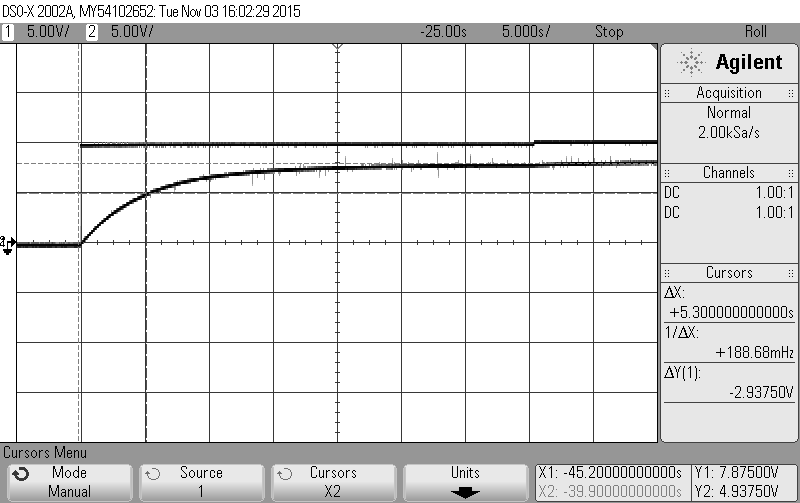 DSO-X 2002A, MY54102652: Tue Nov 03 16:02:29 2015
1 5.00V/ 2 5.00V/ -25.00s 5.000s/ Stop Roll
Agilent
Acquisition
Normal
2.00kSa/s
Channels
DC 1.00:1
DC 1.00:1
Cursors
ΔX:
+5.300000000000s
1/ΔX:
+188.68mHz
ΔY(1):
-2.93750V
Cursors Menu
Mode
Manual
Source
1
Cursors
X2
Units
X1: -45.20000000000s
X2: -39.90000000000s
Y1: 7.87500V
Y2: 4.93750V